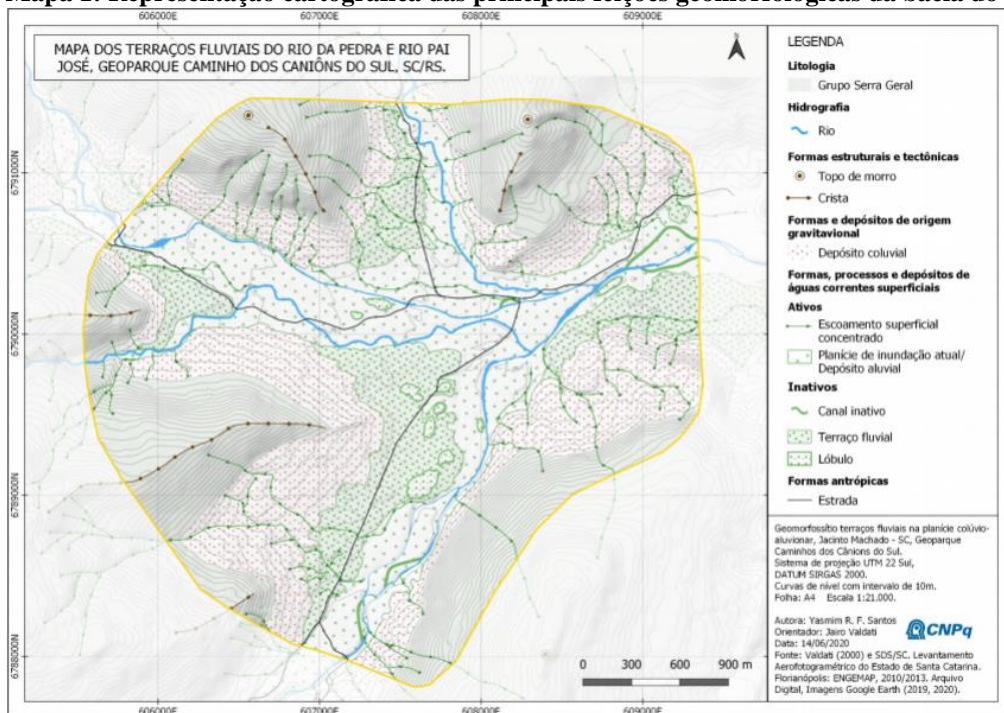 Mapa 1: Representação cartográfica das principais feições geomorfológicas da bacia do
606000E 607000E 608000E 609000E
MAPA DOS TERRAÇOS FLUVIAIS DO RIO DA PEDRA E RIO PAI
JOSÉ, GEOPARQUE CAMINHO DOS CANIÔNS DO SUL, SC/RS.
N
6791000N
6790000N
6789000N
6788000N
0 300 600 900 m
606000E 607000E 608000E 609000E
LEGENDA
Litologia
Grupo Serra Geral
Hidrografia
Rio
Formas estruturais e tectônicas
Topo de morro
Crista
Formas e depósitos de origem
gravitavional
Depósito coluvial
Formas, processos e depósitos de
águas correntes superficiais
Ativos
Escoamento superficial
concentrado
Planície de inundação atual/
Depósito aluvial
Inativos
Canal inativo
Terraço fluvial
Lóbulo
Formas antrópicas
Estrada
Geomorfossítio terraços fluviais na planície colúvio-
aluvionar, Jacinto Machado - SC, Geoparque
Caminhos dos Cânions do Sul.
Sistema de projeção UTM 22 Sul,
DATUM SIRGAS 2000.
Curvas de nível com intervalo de 10m.
Folha: A4 Escala 1:21.000.
Autora: Yasmim R. F. Santos
Orientador: Jairo Valdati
CNPq
Data: 14/06/2020
Fonte: Valdati (2000) e SDS/SC. Levantamento
Aerofotogramétrico do Estado de Santa Catarina.
Florianópolis: ENGEMAP, 2010/2013. Arquivo
Digital, Imagens Google Earth (2019, 2020).